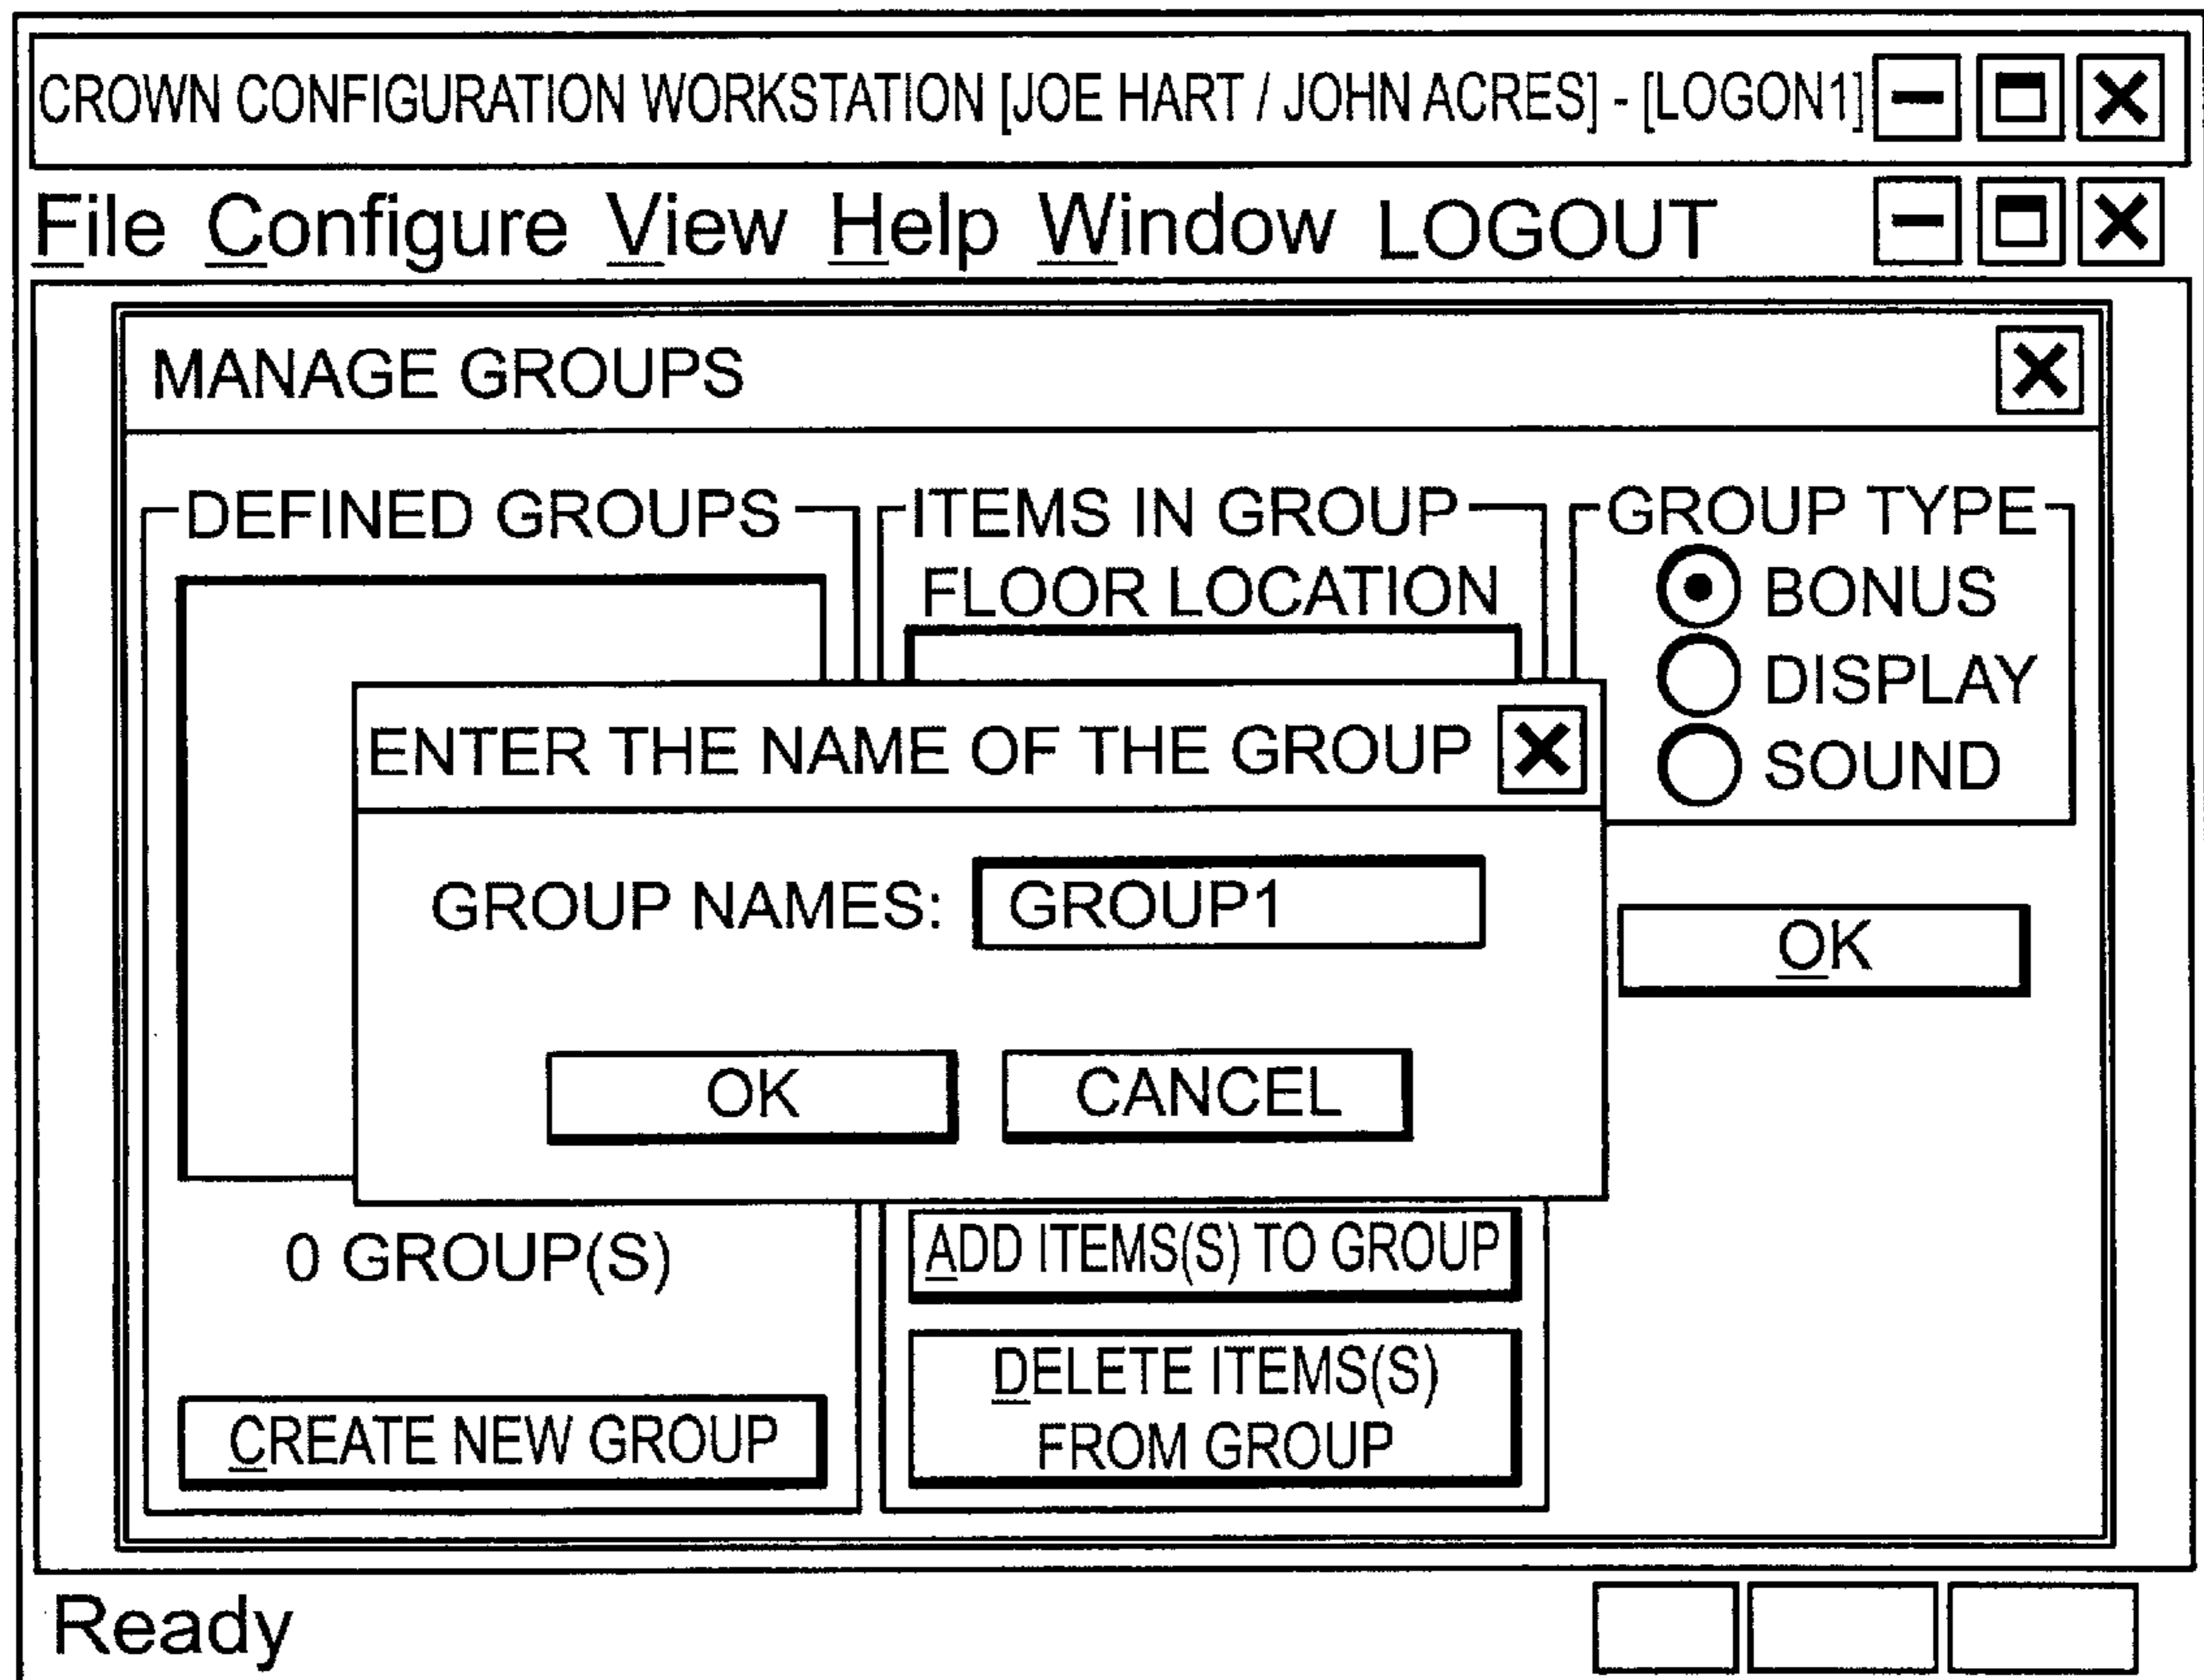 CROWN CONFIGURATION WORKSTATION [JOE HART / JOHN ACRES] - [LOGON1]
File Configure View Help Window LOGOUT
MANAGE GROUPS
DEFINED GROUPS
ITEMS IN GROUP
FLOOR LOCATION
GROUP TYPE
BONUS
DISPLAY
SOUND
ENTER THE NAME OF THE GROUP
GROUP NAMES: GROUP1
OK CANCEL
OK
0 GROUP(S)
CREATE NEW GROUP
ADD ITEMS(S) TO GROUP
DELETE ITEMS(S)
FROM GROUP
Ready